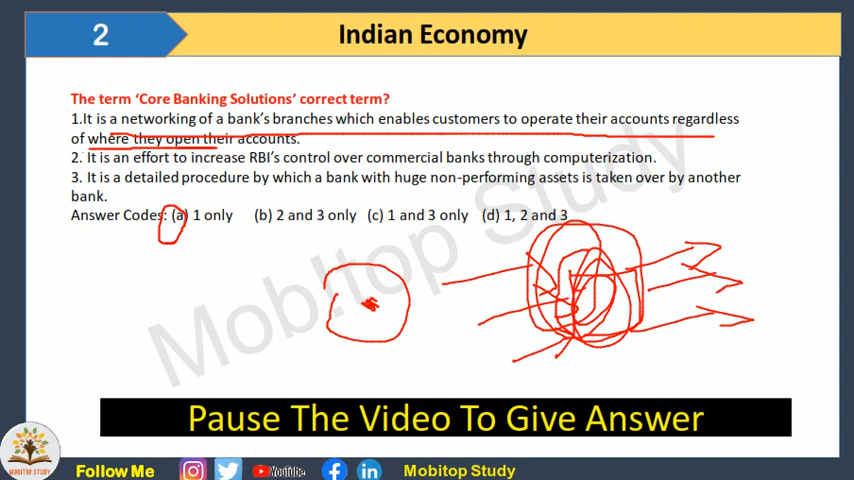 2
Indian Economy
The term ‘Core Banking Solutions’ correct term?
1.It is a networking of a bank’s branches which enables customers to operate their accounts regardless
of where they open their accounts.
2. It is an effort to increase RBI’s control over commercial banks through computerization.
3. It is a detailed procedure by which a bank with huge non-performing assets is taken over by another
bank.
Answer Codes: (a) 1 only (b) 2 and 3 only (c) 1 and 3 only (d) 1, 2 and 3
Mob!top Study
Pause The Video To Give Answer
MOBITOP STUDY
Follow Me YouTube Mobitop Study